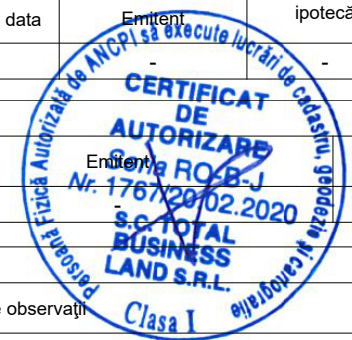 data Emitent ipotecă
- -
Persoană Fizică Autorizată de ANCPI să execute lucrări de cadastru, geodezie și cartografie
CERTIFICAT
DE
AUTORIZARE
Emitent
Seria RO-B-J
Nr. 1767/20.02.2020
-
S.C. TOTAL
BUSINESS
LAND S.R.L.
observaţii
Clasa I